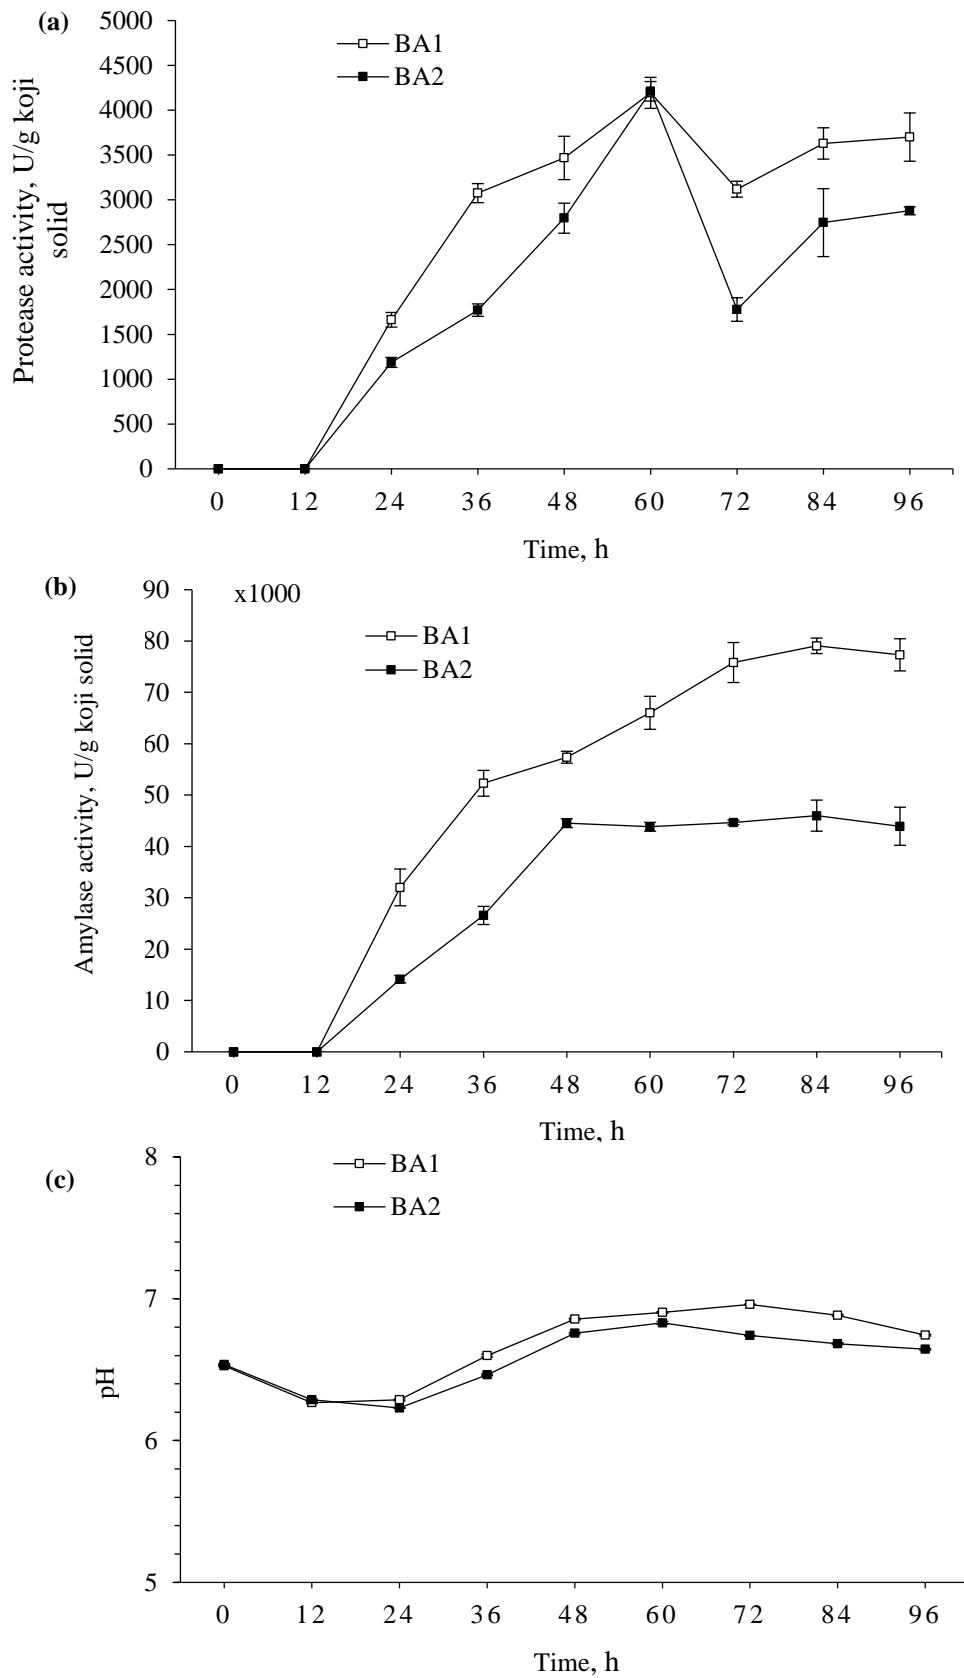 (a)
5000
4500
4000
3500
3000
2500
2000
1500
1000
500
0
Protease activity, U/g koji
solid
BA1
BA2
0 12 24 36 48 60 72 84 96
Time, h
(b)
90
80
70
60
50
40
30
20
10
0
x1000
Amylase activity, U/g koji solid
BA1
BA2
0 12 24 36 48 60 72 84 96
Time, h
(c)
8
7
6
5
pH
BA1
BA2
0 12 24 36 48 60 72 84 96
Time, h